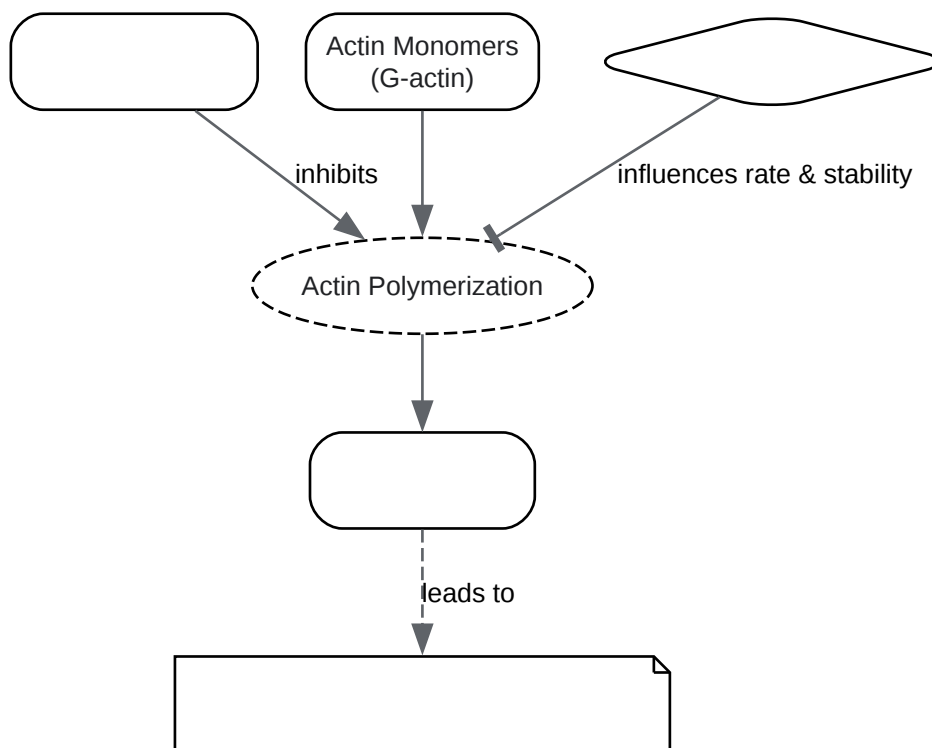 Actin Monomers
(G-actin)
inhibits
influences rate & stability
Actin Polymerization
leads to